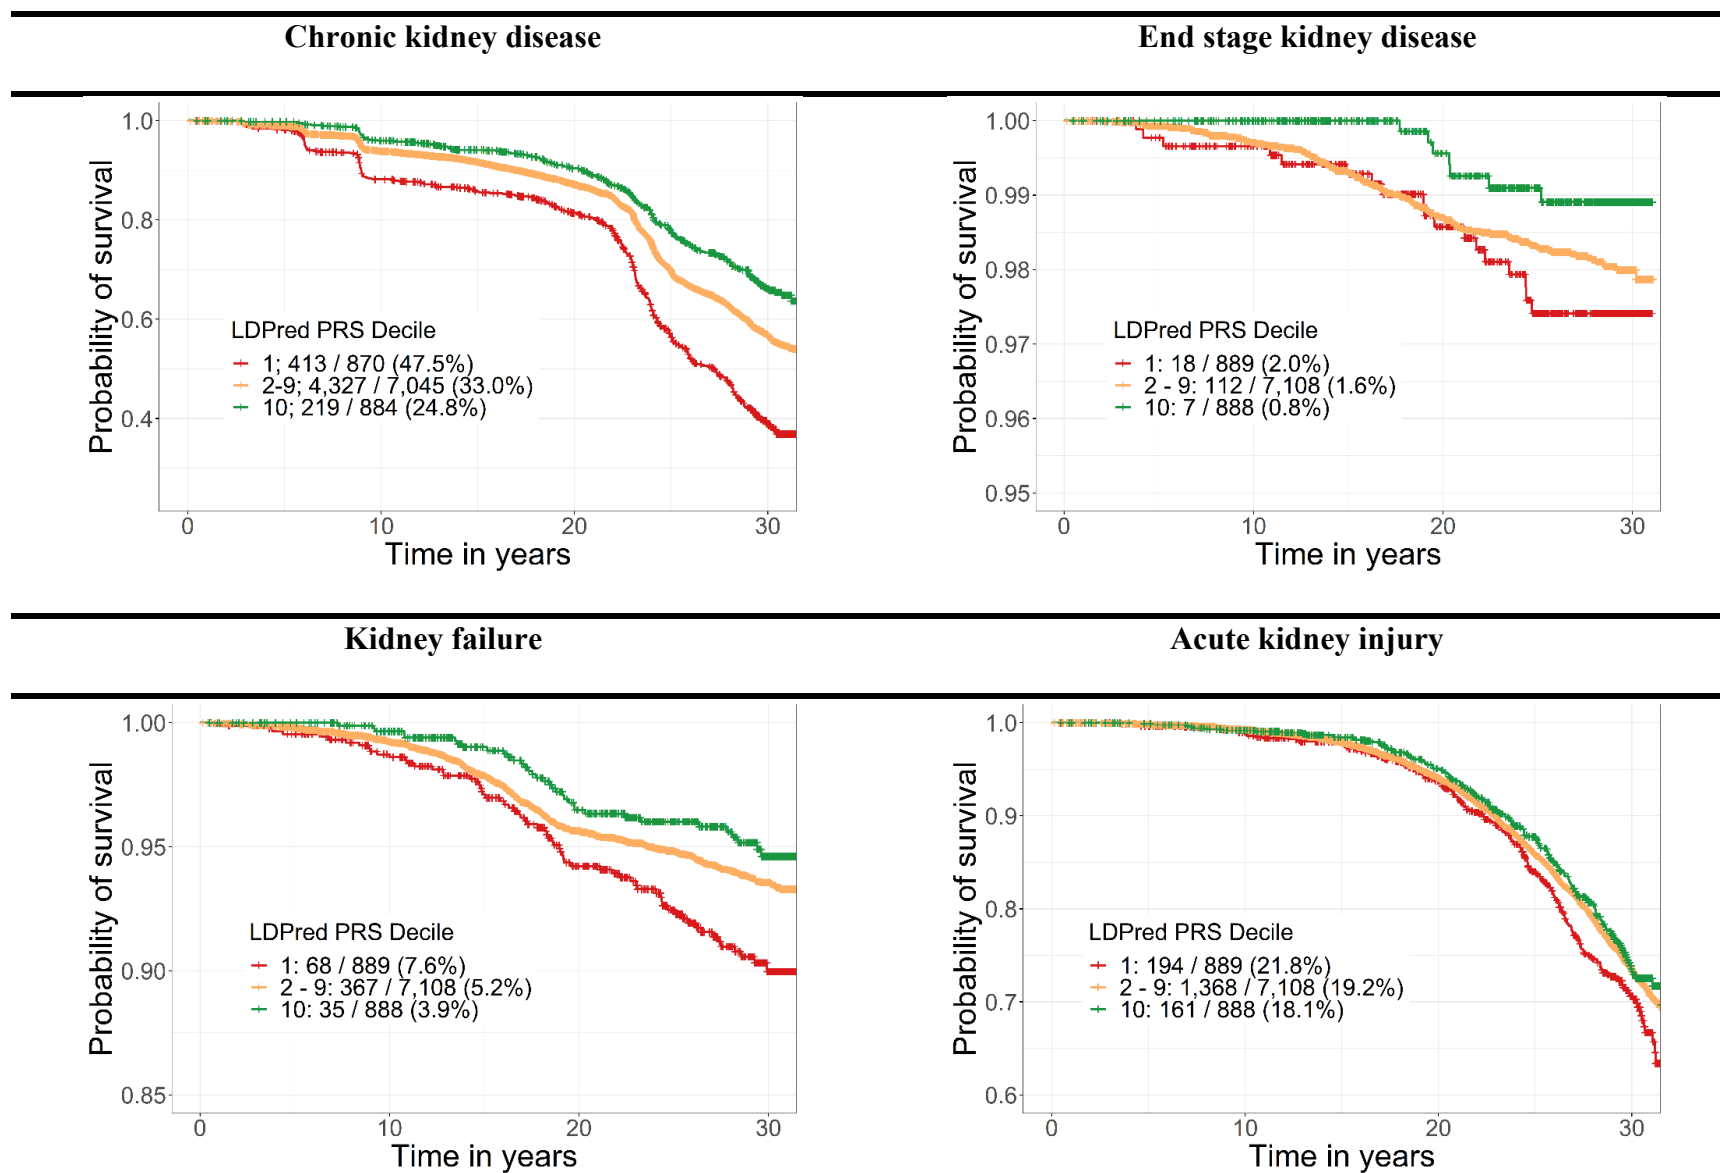 Chronic kidney disease
End stage kidney disease
1.0
0.8
0.6
0.4
Probability of survival
LDPred PRS Decile
1; 413 / 870 (47.5%)
2-9; 4,327 / 7,045 (33.0%)
10; 219 / 884 (24.8%)
0
10
20
30
Time in years
1.00
0.99
0.98
0.97
0.96
0.95
Probability of survival
LDPred PRS Decile
1: 18 / 889 (2.0%)
2 - 9: 112 / 7,108 (1.6%)
10: 7 / 888 (0.8%)
0
10
20
30
Time in years
Kidney failure
Acute kidney injury
1.00
0.95
0.90
0.85
Probability of survival
LDPred PRS Decile
1: 68 / 889 (7.6%)
2 - 9: 367 / 7,108 (5.2%)
10: 35 / 888 (3.9%)
0
10
20
30
Time in years
1.0
0.9
0.8
0.7
0.6
Probability of survival
LDPred PRS Decile
1: 194 / 889 (21.8%)
2 - 9: 1,368 / 7,108 (19.2%)
10: 161 / 888 (18.1%)
0
10
20
30
Time in years